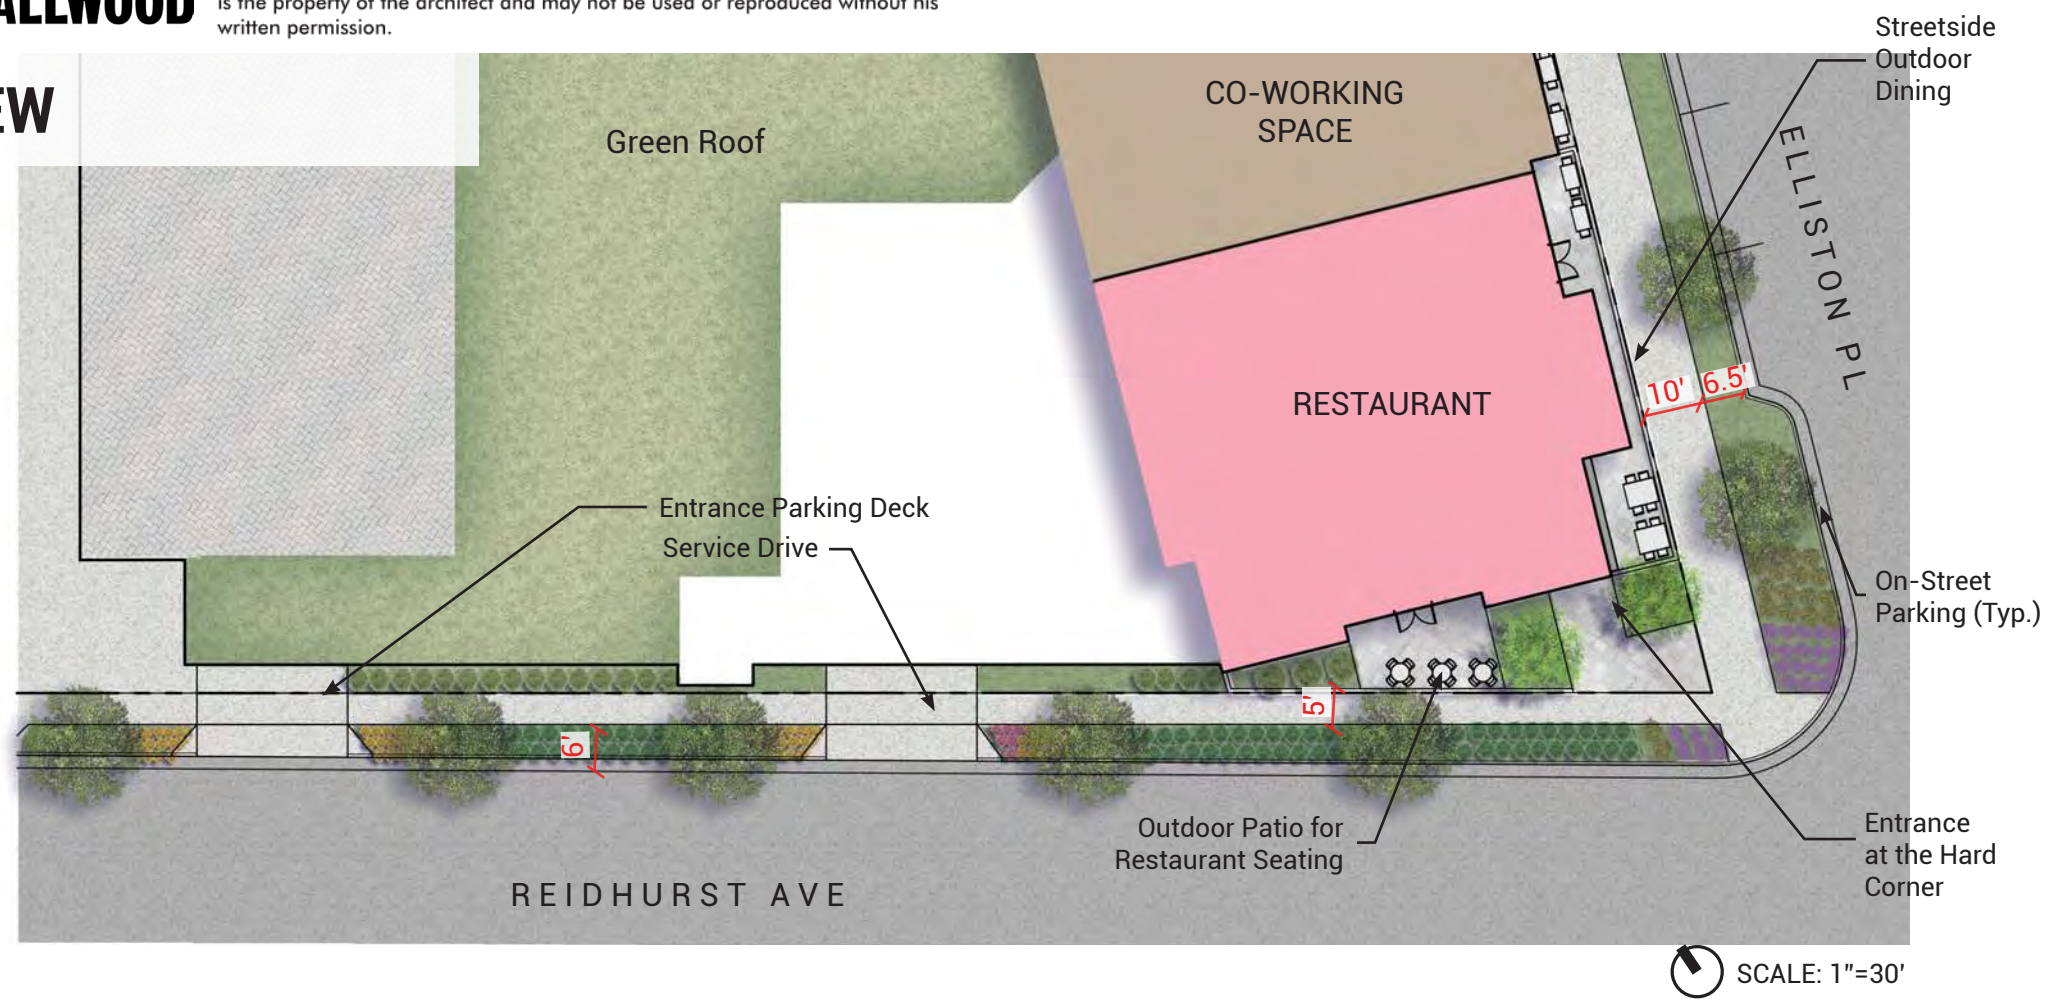 is the property of the architect and may not be used or reproduced without his
written permission.
Streetside
Outdoor
Dining
CO-WORKING
SPACE
Green Roof
ELLISTON PL
10'
6.5'
RESTAURANT
Entrance Parking Deck
Service Drive
On-Street
Parking (Typ.)
5'
6'
Outdoor Patio for
Restaurant Seating
Entrance
at the Hard
Corner
REIDHURST AVE
SCALE: 1"=30'